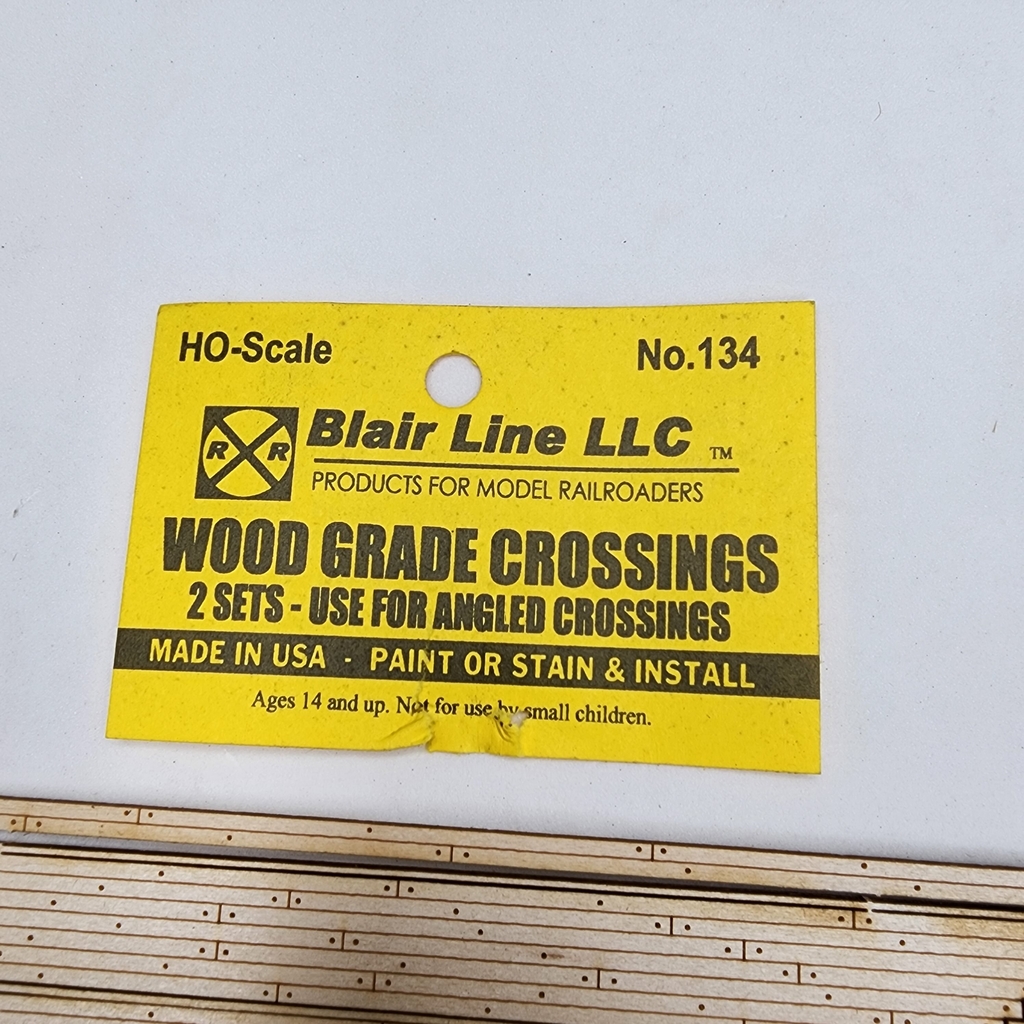 HO-Scale No.134
R R
Blair Line LLC ™
PRODUCTS FOR MODEL RAILROADERS
WOOD GRADE CROSSINGS
2 SETS - USE FOR ANGLED CROSSINGS
MADE IN USA - PAINT OR STAIN & INSTALL
Ages 14 and up. Not for use by small children.